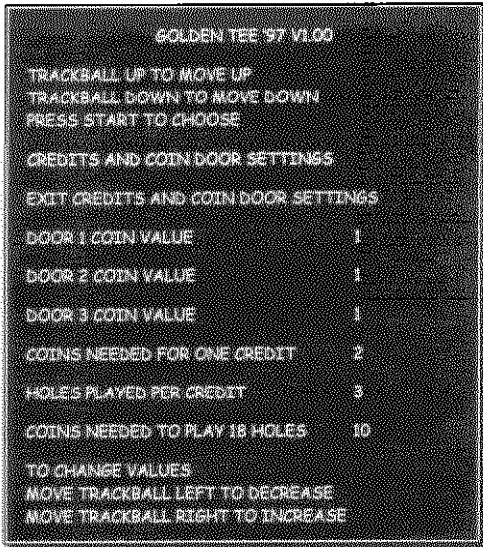 GOLDEN TEE '97 V1.00
TRACKBALL UP TO MOVE UP
TRACKBALL DOWN TO MOVE DOWN
PRESS START TO CHOOSE
CREDITS AND COIN DOOR SETTINGS
EXIT CREDITS AND COIN DOOR SETTINGS
DOOR 1 COIN VALUE 1
DOOR 2 COIN VALUE 1
DOOR 3 COIN VALUE 1
COINS NEEDED FOR ONE CREDIT 2
HOLES PLAYED PER CREDIT 3
COINS NEEDED TO PLAY 18 HOLES 10
TO CHANGE VALUES
MOVE TRACKBALL LEFT TO DECREASE
MOVE TRACKBALL RIGHT TO INCREASE